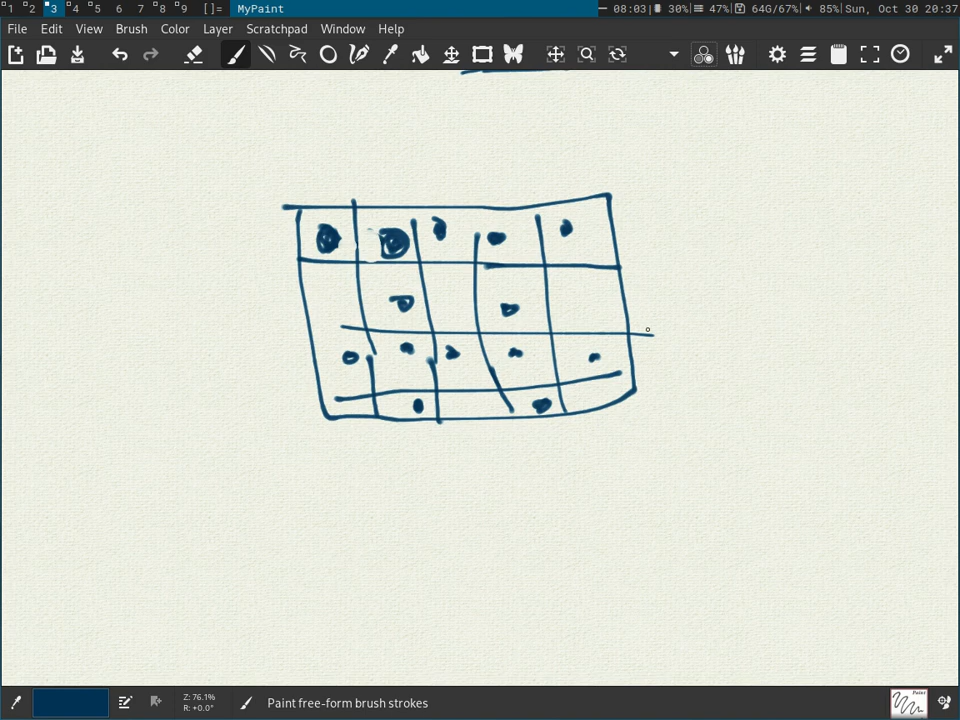 1 2 3 4 5 6 7 8 9 []= MyPaint 08:03 30% 47% 64G/67% 85% Sun, Oct 30 20:37
File Edit View Brush Color Layer Scratchpad Window Help
Z: 76.1%
R: +0.0°
Paint free-form brush strokes
Paint